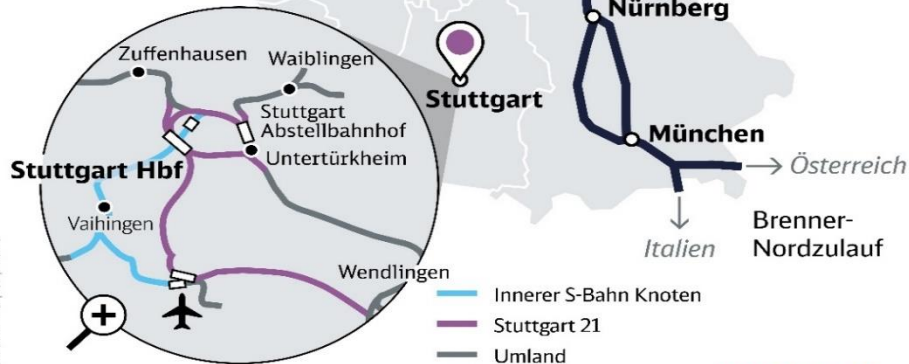 Nürnberg
Zuffenhausen
Waiblingen
Stuttgart
Stuttgart
Abstellbahnhof
München
Untertürkheim
Stuttgart Hbf
Österreich
Vaihingen
Brenner-
Nordzulauf
Italien
Wendlingen
Innerer S-Bahn Knoten
Stuttgart 21
Umland